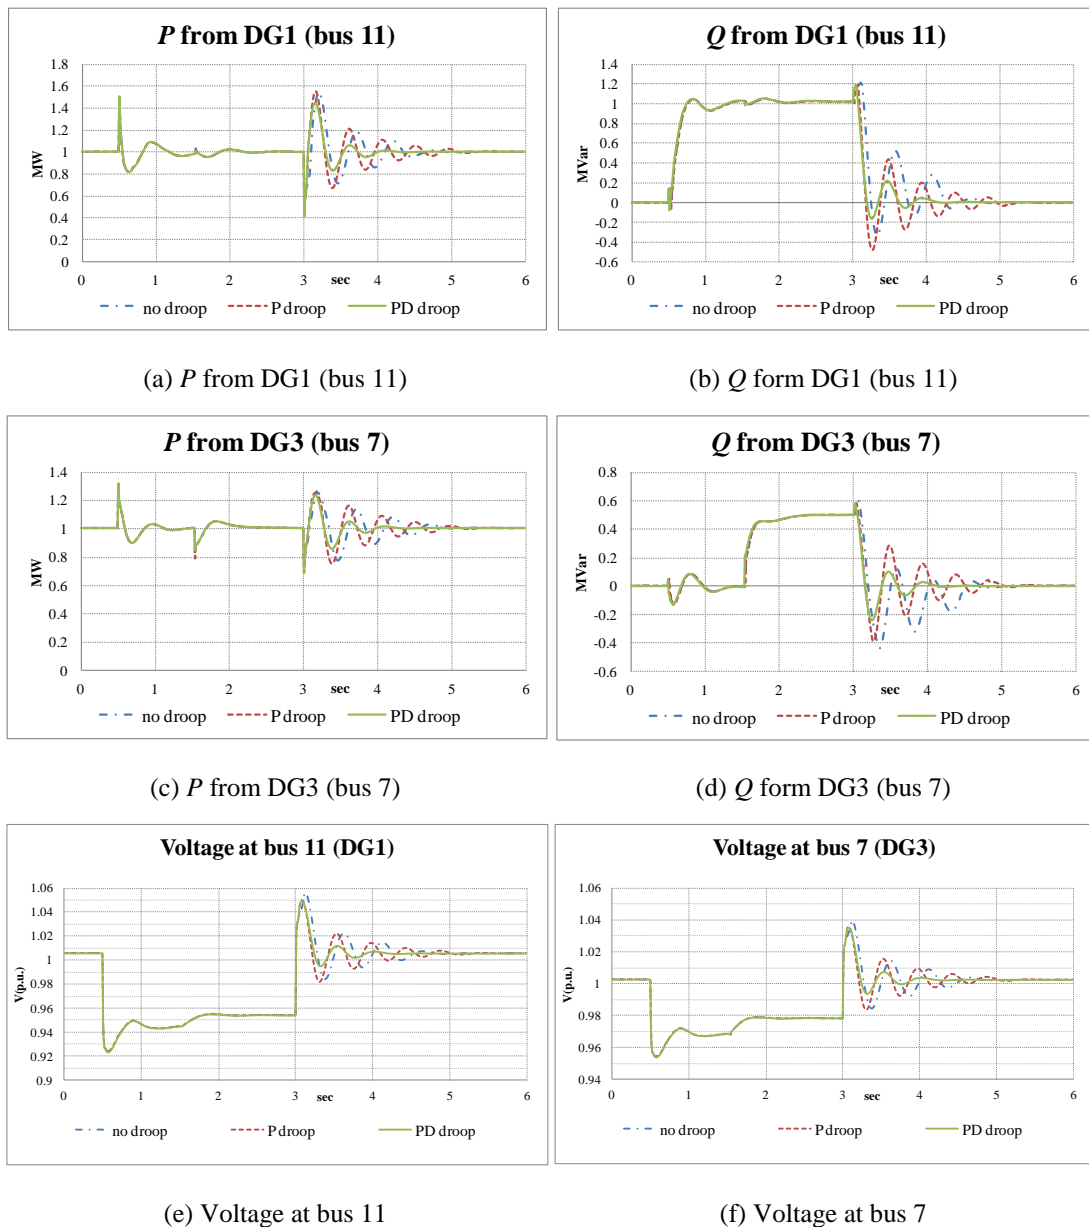 P from DG1 (bus 11)
1.8
1.6
1.4
1.2
1
0.8
0.6
0.4
0.2
0
MW
0 1 2 3 4 5 6
sec
no droop P droop PD droop
(a) P from DG1 (bus 11)
Q from DG1 (bus 11)
1.4
1.2
1
0.8
0.6
0.4
0.2
0
-0.2
-0.4
-0.6
MVar
0 1 2 3 4 5 6
sec
no droop P droop PD droop
(b) Q form DG1 (bus 11)
P from DG3 (bus 7)
1.4
1.2
1
0.8
0.6
0.4
0.2
0
MW
0 1 2 3 4 5 6
sec
no droop P droop PD droop
(c) P from DG3 (bus 7)
Q from DG3 (bus 7)
0.8
0.6
0.4
0.2
0
-0.2
-0.4
-0.6
MVar
0 1 2 3 4 5 6
sec
no droop P droop PD droop
(d) Q form DG3 (bus 7)
Voltage at bus 11 (DG1)
1.06
1.04
1.02
1
0.98
0.96
0.94
0.92
0.9
V(p.u.)
0 1 2 3 4 5 6
sec
no droop P droop PD droop
(e) Voltage at bus 11
Voltage at bus 7 (DG3)
1.06
1.04
1.02
1
0.98
0.96
0.94
V(p.u.)
0 1 2 3 4 5 6
sec
no droop P droop PD droop
(f) Voltage at bus 7